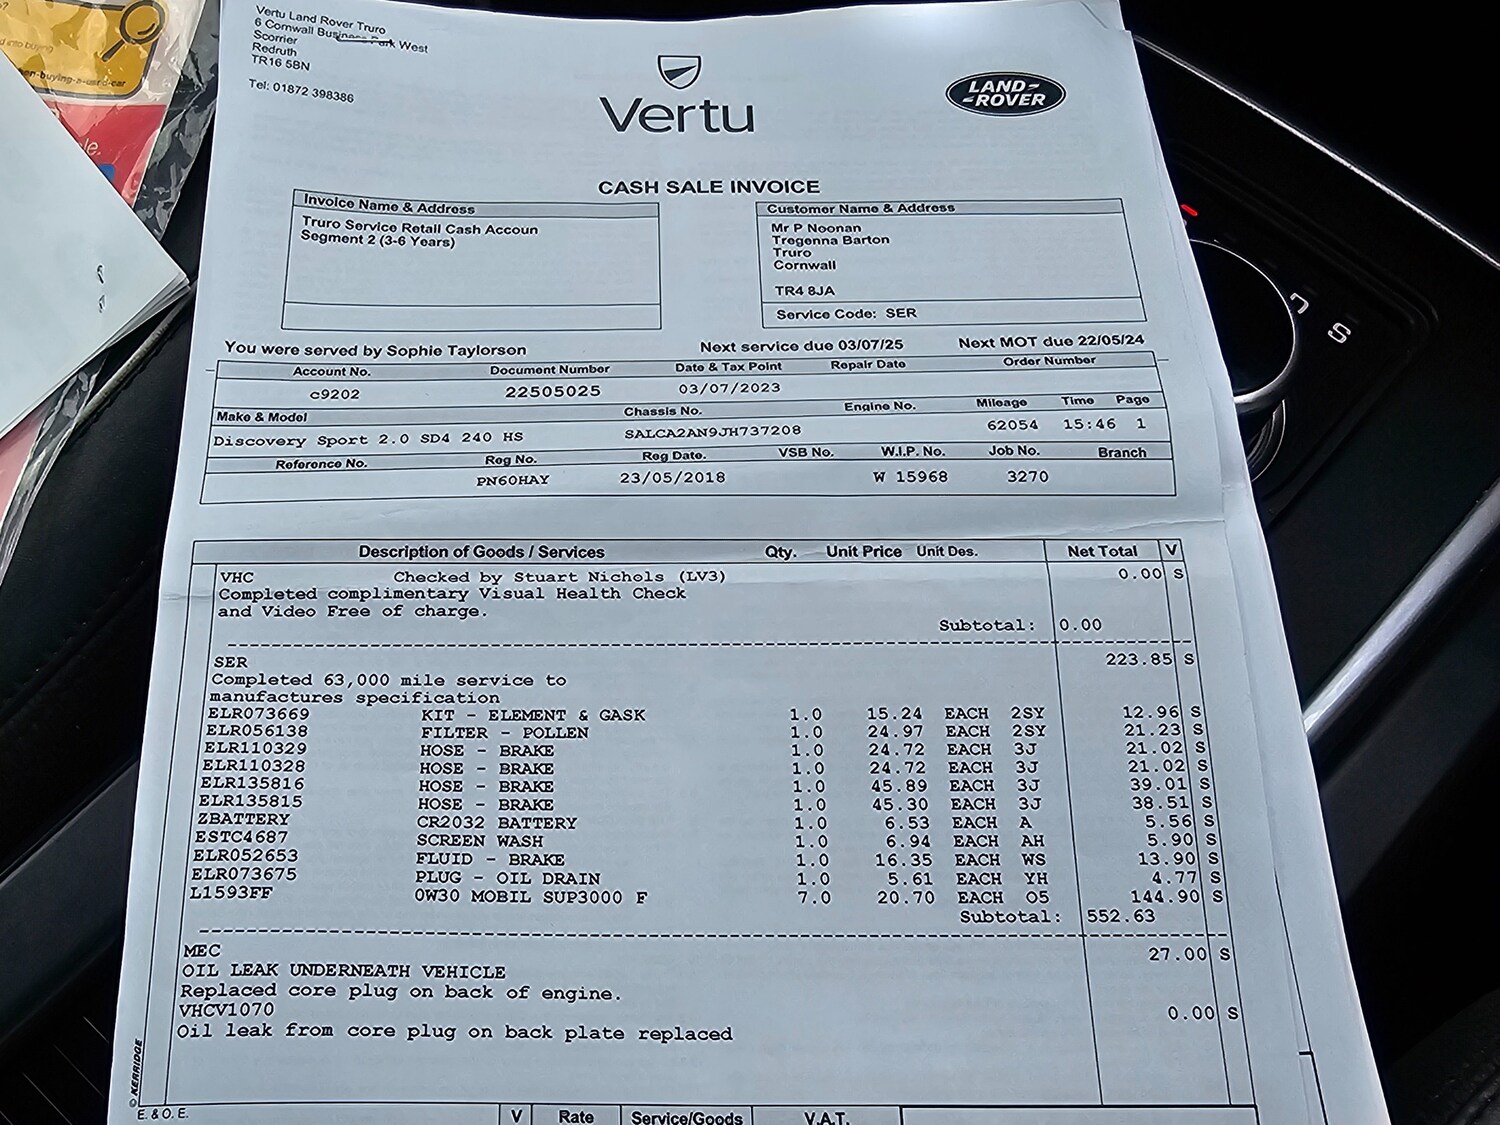 Vertu Land Rover Truro
6 Cornwall Business Park West
Scorrier
Redruth
TR16 5BN
Tel: 01872 398386
Vertu
LAND-
-ROVER
CASH SALE INVOICE
Invoice Name & Address
Truro Service Retail Cash Accoun
Segment 2 (3-6 Years)
Customer Name & Address
Mr P Noonan
Tregenna Barton
Truro
Cornwall
TR4 8JA
Service Code: SER
You were served by Sophie Taylorson Next service due 03/07/25 Next MOT due 22/05/24
Account No. Document Number Date & Tax Point Repair Date Order Number
c9202 22505025 03/07/2023
Make & Model Chassis No. Engine No. Mileage Time Page
Discovery Sport 2.0 SD4 240 HS SALCA2AN9JH737208 62054 15:46 1
Reference No. Reg No. Reg Date. VSB No. W.I.P. No. Job No. Branch
PN60HAY 23/05/2018 W 15968 3270
Description of Goods / Services Qty. Unit Price Unit Des. Net Total V
VHC Checked by Stuart Nichols (LV3) 0.00 S
Completed complimentary Visual Health Check
and Video Free of charge.
Subtotal: 0.00
SER 223.85 S
Completed 63,000 mile service to
manufactures specification
ELR073669 KIT - ELEMENT & GASK 1.0 15.24 EACH 2SY 12.96 S
ELR056138 FILTER - POLLEN 1.0 24.97 EACH 2SY 21.23 S
ELR110329 HOSE - BRAKE 1.0 24.72 EACH 3J 21.02 S
ELR110328 HOSE - BRAKE 1.0 24.72 EACH 3J 21.02 S
ELR135816 HOSE - BRAKE 1.0 45.89 EACH 3J 39.01 S
ELR135815 HOSE - BRAKE 1.0 45.30 EACH 3J 38.51 S
ZBATTERY CR2032 BATTERY 1.0 6.53 EACH A 5.56 S
ESTC4687 SCREEN WASH 1.0 6.94 EACH AH 5.90 S
ELR052653 FLUID - BRAKE 1.0 16.35 EACH WS 13.90 S
ELR073675 PLUG - OIL DRAIN 1.0 5.61 EACH YH 4.77 S
L1593FF 0W30 MOBIL SUP3000 F 7.0 20.70 EACH O5 144.90 S
Subtotal: 552.63
MEC 27.00 S
OIL LEAK UNDERNEATH VEHICLE
Replaced core plug on back of engine.
VHCV1070 0.00 S
Oil leak from core plug on back plate replaced
© KERRIDGE
E. & O. E.
V Rate Service/Goods V.A.T.
S